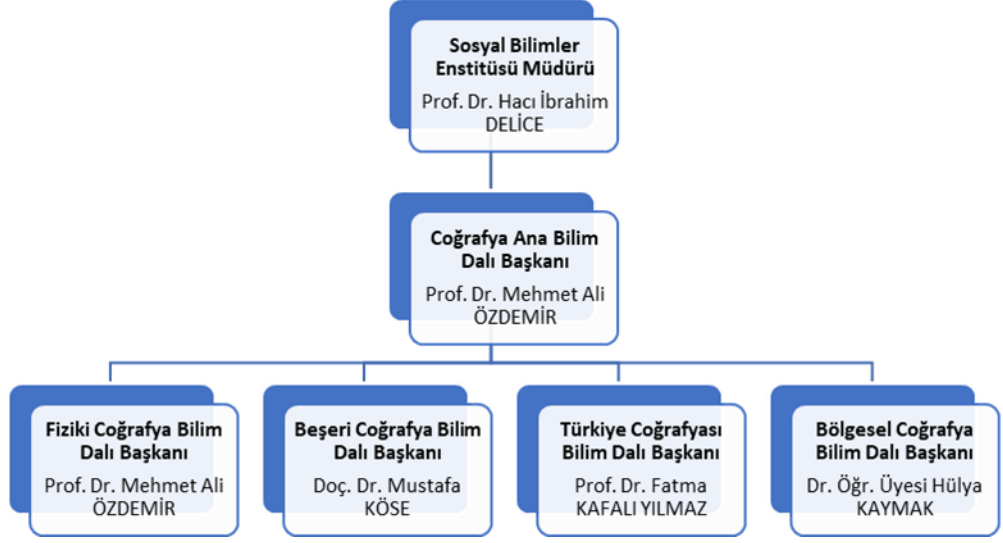 Sosyal Bilimler
Enstitüsü Müdürü
Prof. Dr. Hacı İbrahim
DELİCE
Coğrafya Ana Bilim
Dalı Başkanı
Prof. Dr. Mehmet Ali
ÖZDEMİR
Fiziki Coğrafya Bilim
Dalı Başkanı
Prof. Dr. Mehmet Ali
ÖZDEMİR
Beşeri Coğrafya Bilim
Dalı Başkanı
Doç. Dr. Mustafa
KÖSE
Türkiye Coğrafyası
Bilim Dalı Başkanı
Prof. Dr. Fatma
KAFALI YILMAZ
Bölgesel Coğrafya
Bilim Dalı Başkanı
Dr. Öğr. Üyesi Hülya
KAYMAK